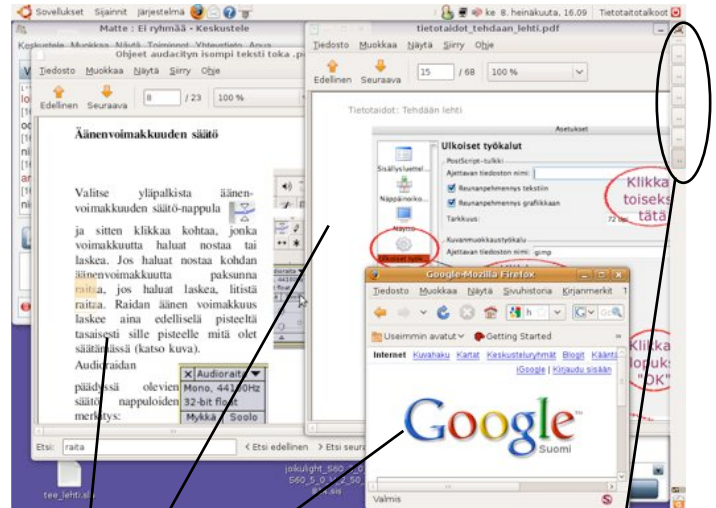 Sovellukset Sijainnit Järjestelmä
ke 8. heinäkuuta, 16.09 Tietotaitotalkoot
Matte : Ei ryhmää - Keskustele
tietotaidot_tehdaan_lehti.pdf
Ohjeet audacityn isompi teksti toka .p
Tiedosto Muokkaa Näytä Siirry Ohje
Edellinen Seuraava 8 / 23 100 %
Äänenvoimakkuuden säätö
Valitse yläpalkista äänen-
voimakkuuden säätö-nappula
ja sitten klikkaa kohtaa, jonka
voimakkuutta haluat nostaa tai
laskea. Jos haluat nostaa kohdan
äänenvoimakkuutta paksunna
raitaa, jos haluat laskea, litistä
raitaa. Raidan äänen voimakkuus
laskee aina edelliselä pisteeltä
tasaisesti sille pisteelle mitä olet
säätämässä (katso kuva).
Audioraidan
päädyssä olevien
säätö nappuloiden
merkitys:
Audioraita
Mono, 44100Hz
32-bit float
Mykkä Soolo
Etsi: raita < Etsi edellinen > Etsi seur
Tiedosto Muokkaa Näytä Siirry Ohje
Edellinen Seuraava 15 / 68 100 %
Tietotaidot: Tehdään lehti
Asetukset
Ulkoiset työkalut
PostScript-tulkki
Ajettavan tiedoston nimi:
Reunanpehmennys tekstiin
Reunanpehmennys grafiikkaan
Tarkkuus: 72
Kuvanmuokkaustyökalu
Ajettavan tiedoston nimi: gimp
Sisällysluettel...
Näppäinoiko...
Näyttö
Ulkoiset työk...
Klikka
toiseks
tätä
Klikka
lopuks
"OK"
Google-Mozilla Firefox
Tiedosto Muokkaa Näytä Sivuhistoria Kirjanmerkit
Useimmin avatut Getting Started
Internet Kuvahaku Kartat Keskusteluryhmät Blogit Kääntä
iGoogle | Kirjaudu sisään
Google
Suomi
Valmis
tee_lehti.sla